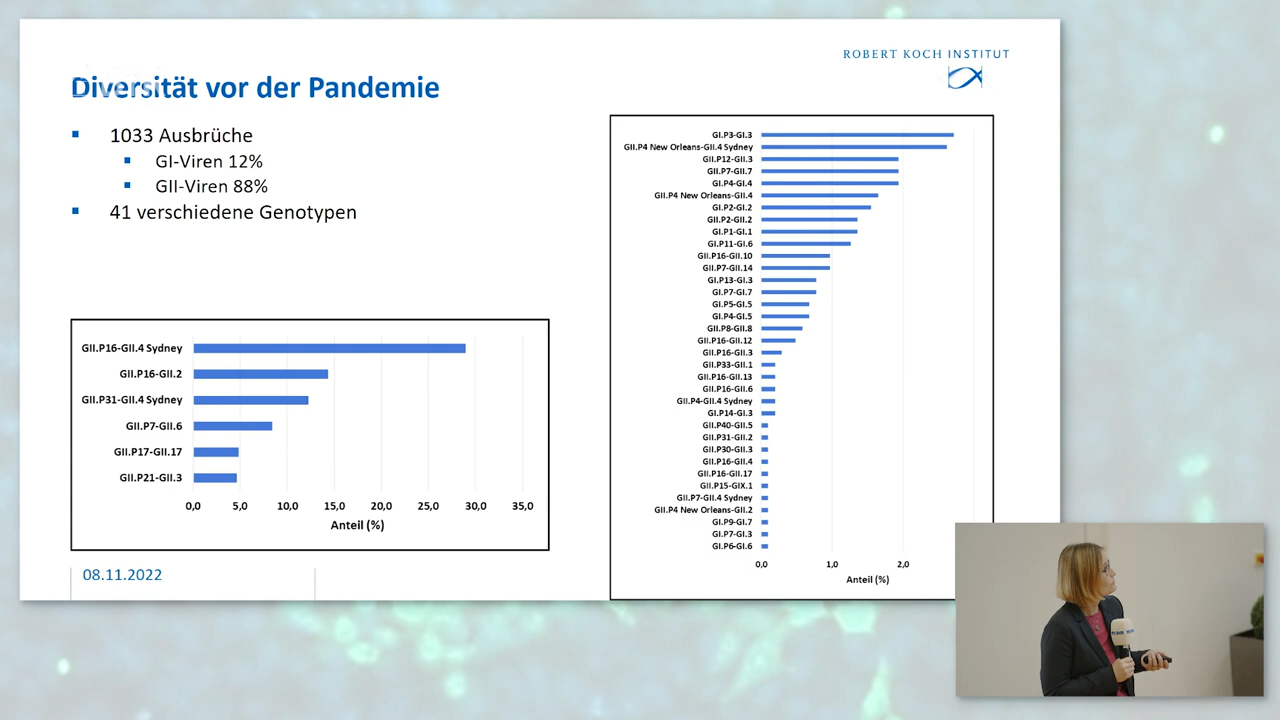 ROBERT KOCH INSTITUT
Diversität vor der Pandemie
1033 Ausbrüche
GI-Viren 12%
GII-Viren 88%
41 verschiedene Genotypen
GII.P16-GII.4 Sydney
GII.P16-GII.2
GII.P31-GII.4 Sydney
GII.P7-GII.6
GII.P17-GII.17
GII.P21-GII.3
0,0 5,0 10,0 15,0 20,0 25,0 30,0 35,0
Anteil (%)
08.11.2022
GI.P3-GI.3
GII.P4 New Orleans-GII.4 Sydney
GII.P12-GII.3
GII.P7-GII.7
GI.P4-GI.4
GII.P4 New Orleans-GII.4
GI.P2-GI.2
GII.P2-GII.2
GI.P1-GI.1
GI.P11-GI.6
GII.P16-GII.10
GII.P7-GII.14
GI.P13-GI.3
GI.P7-GI.7
GI.P5-GI.5
GI.P4-GI.5
GII.P8-GII.8
GII.P16-GII.12
GII.P16-GII.3
GII.P33-GII.1
GII.P16-GII.13
GII.P16-GII.6
GII.P4-GII.4 Sydney
GI.P14-GI.3
GII.P40-GII.5
GII.P31-GII.2
GII.P30-GII.3
GII.P16-GII.4
GII.P16-GII.17
GII.P15-GIX.1
GII.P7-GII.4 Sydney
GII.P4 New Orleans-GII.2
GI.P9-GI.7
GI.P7-GI.3
GI.P6-GI.6
0,0 1,0 2,0
Anteil (%)